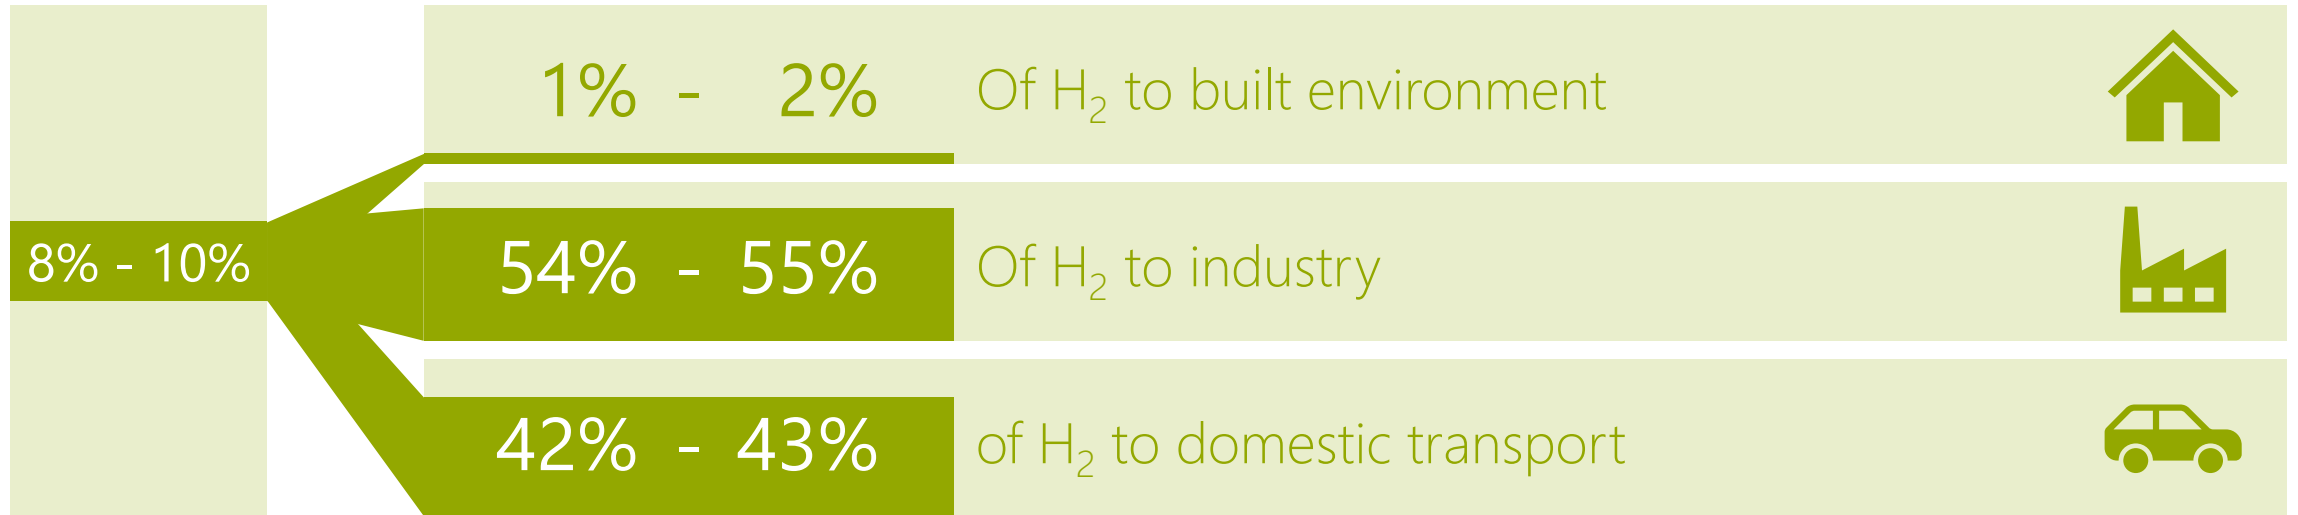 8% - 10%
1% - 2% Of H₂ to built environment
54% - 55% Of H₂ to industry
42% - 43% of H₂ to domestic transport